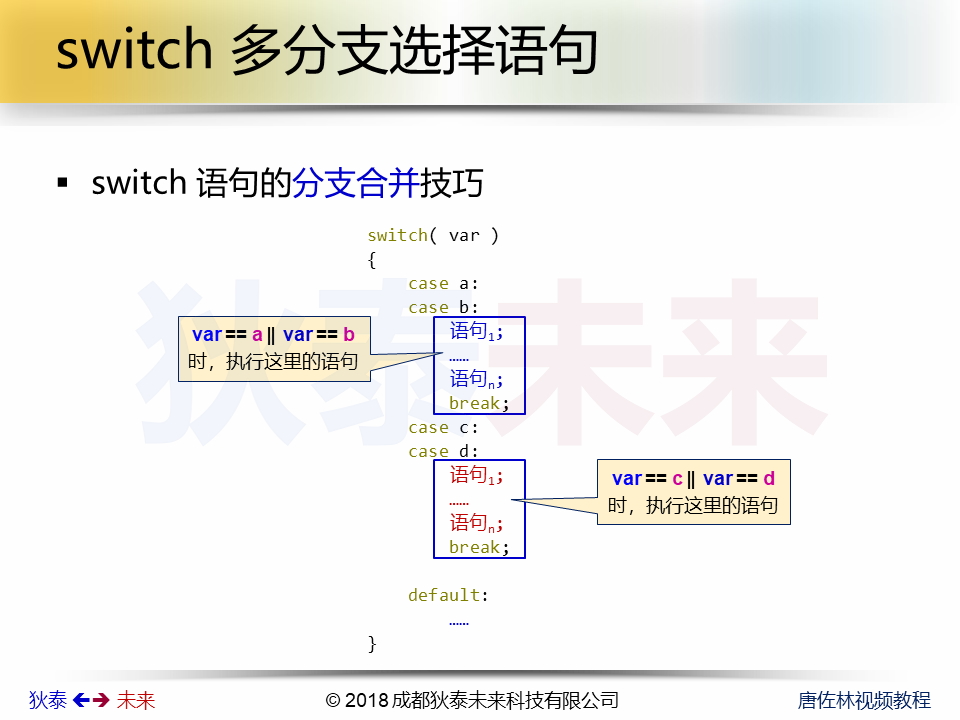 switch 多分支选择语句
▪ switch 语句的分支合并技巧
switch( var )
{
case a:
case b:
语句1;
……
语句n;
break;
var == a || var == b
时，执行这里的语句
case c:
case d:
语句1;
……
语句n;
break;
var == c || var == d
时，执行这里的语句
default:
……
}
狄泰未来
狄泰 🡸🡺 未来
© 2018 成都狄泰未来科技有限公司
唐佐林视频教程